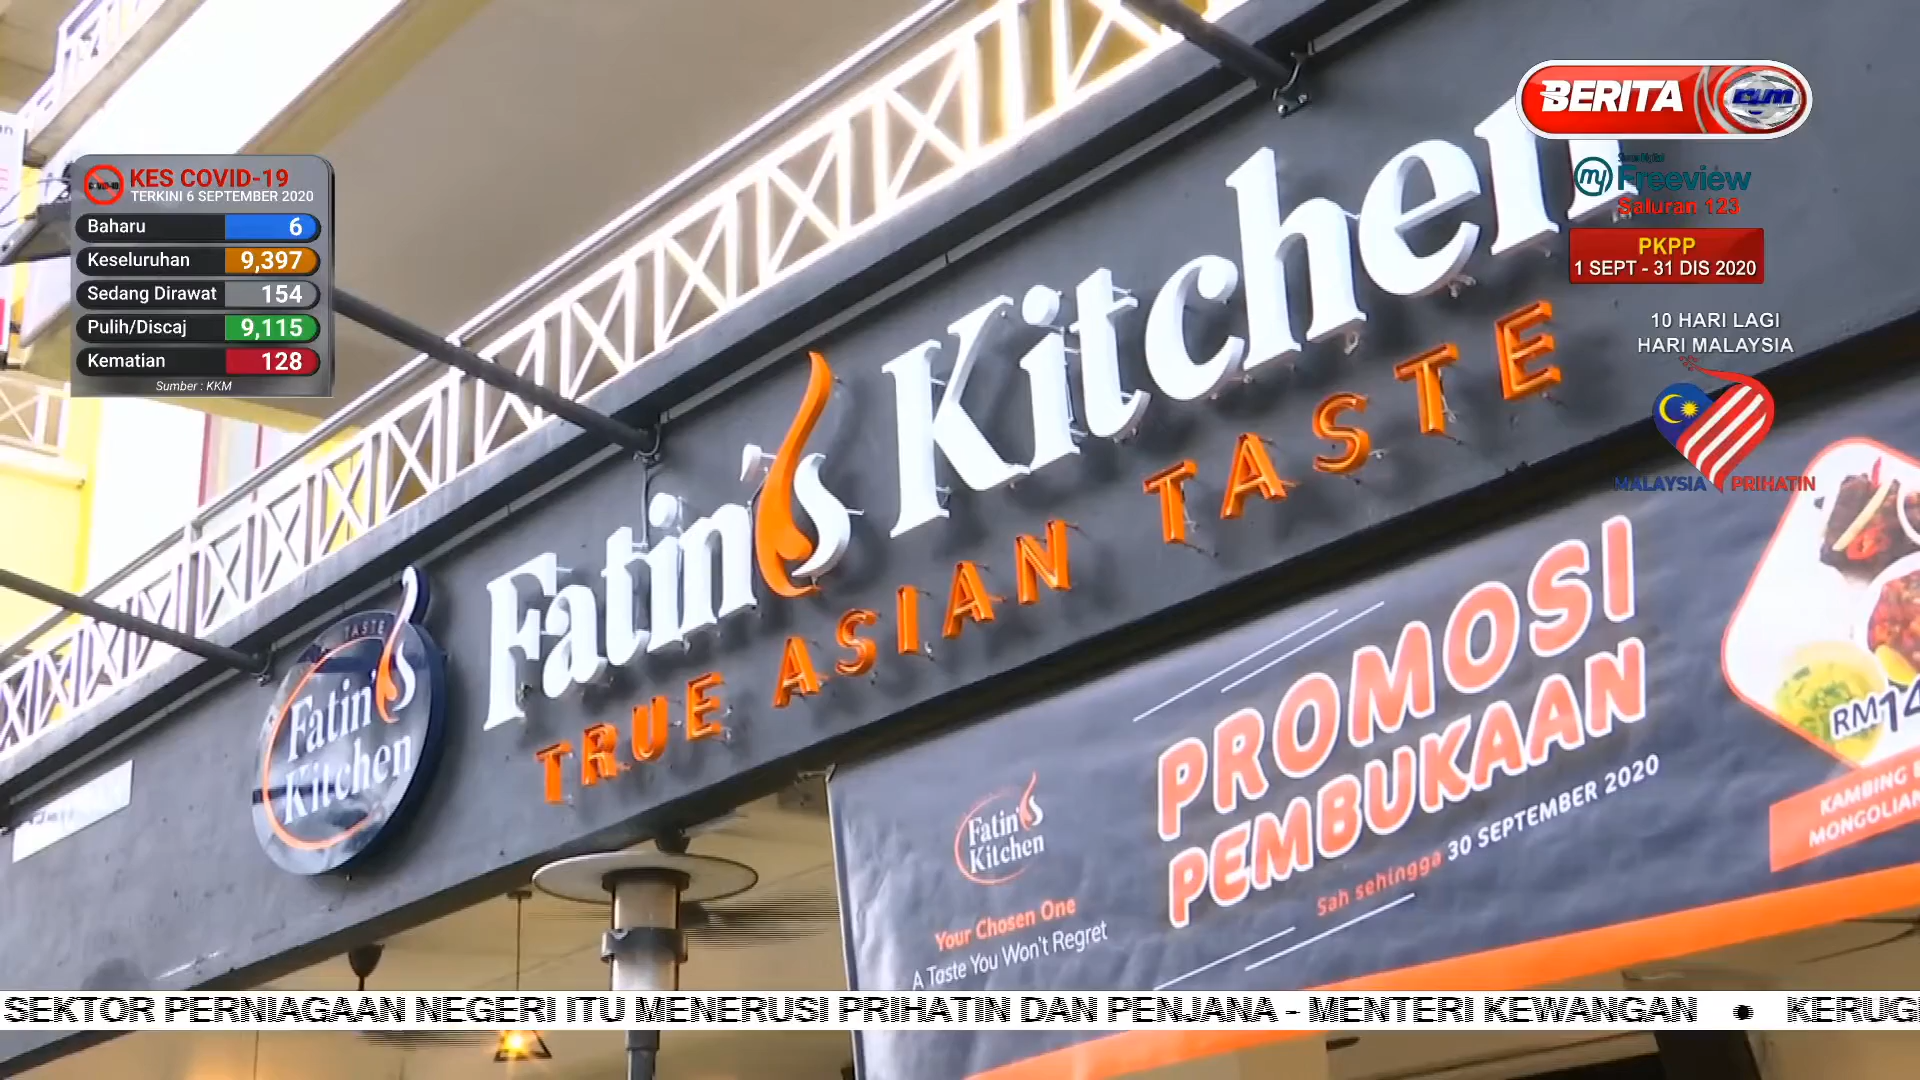 BERITA
KES COVID-19
TERKINI 6 SEPTEMBER 2020
Baharu 6
Keseluruhan 9,397
Sedang Dirawat 154
Pulih/Discaj 9,115
Kematian 128
Sumber : KKM
my Freeview
Saluran 123
PKPP
1 SEPT - 31 DIS 2020
10 HARI LAGI
HARI MALAYSIA
MALAYSIA PRIHATIN
Fatin's Kitchen
TRUE ASIAN TASTE
TASTE
Fatin's
Kitchen
Fatin's
Kitchen
Your Chosen One
A Taste You Won't Regret
PROMOSI
PEMBUKAAN
Sah sehingga 30 SEPTEMBER 2020
KAMBING
SEKTOR PERNIAGAAN NEGERI ITU MENERUSI PRIHATIN DAN PENJANA - MENTERI KEWANGAN ● KERUGI